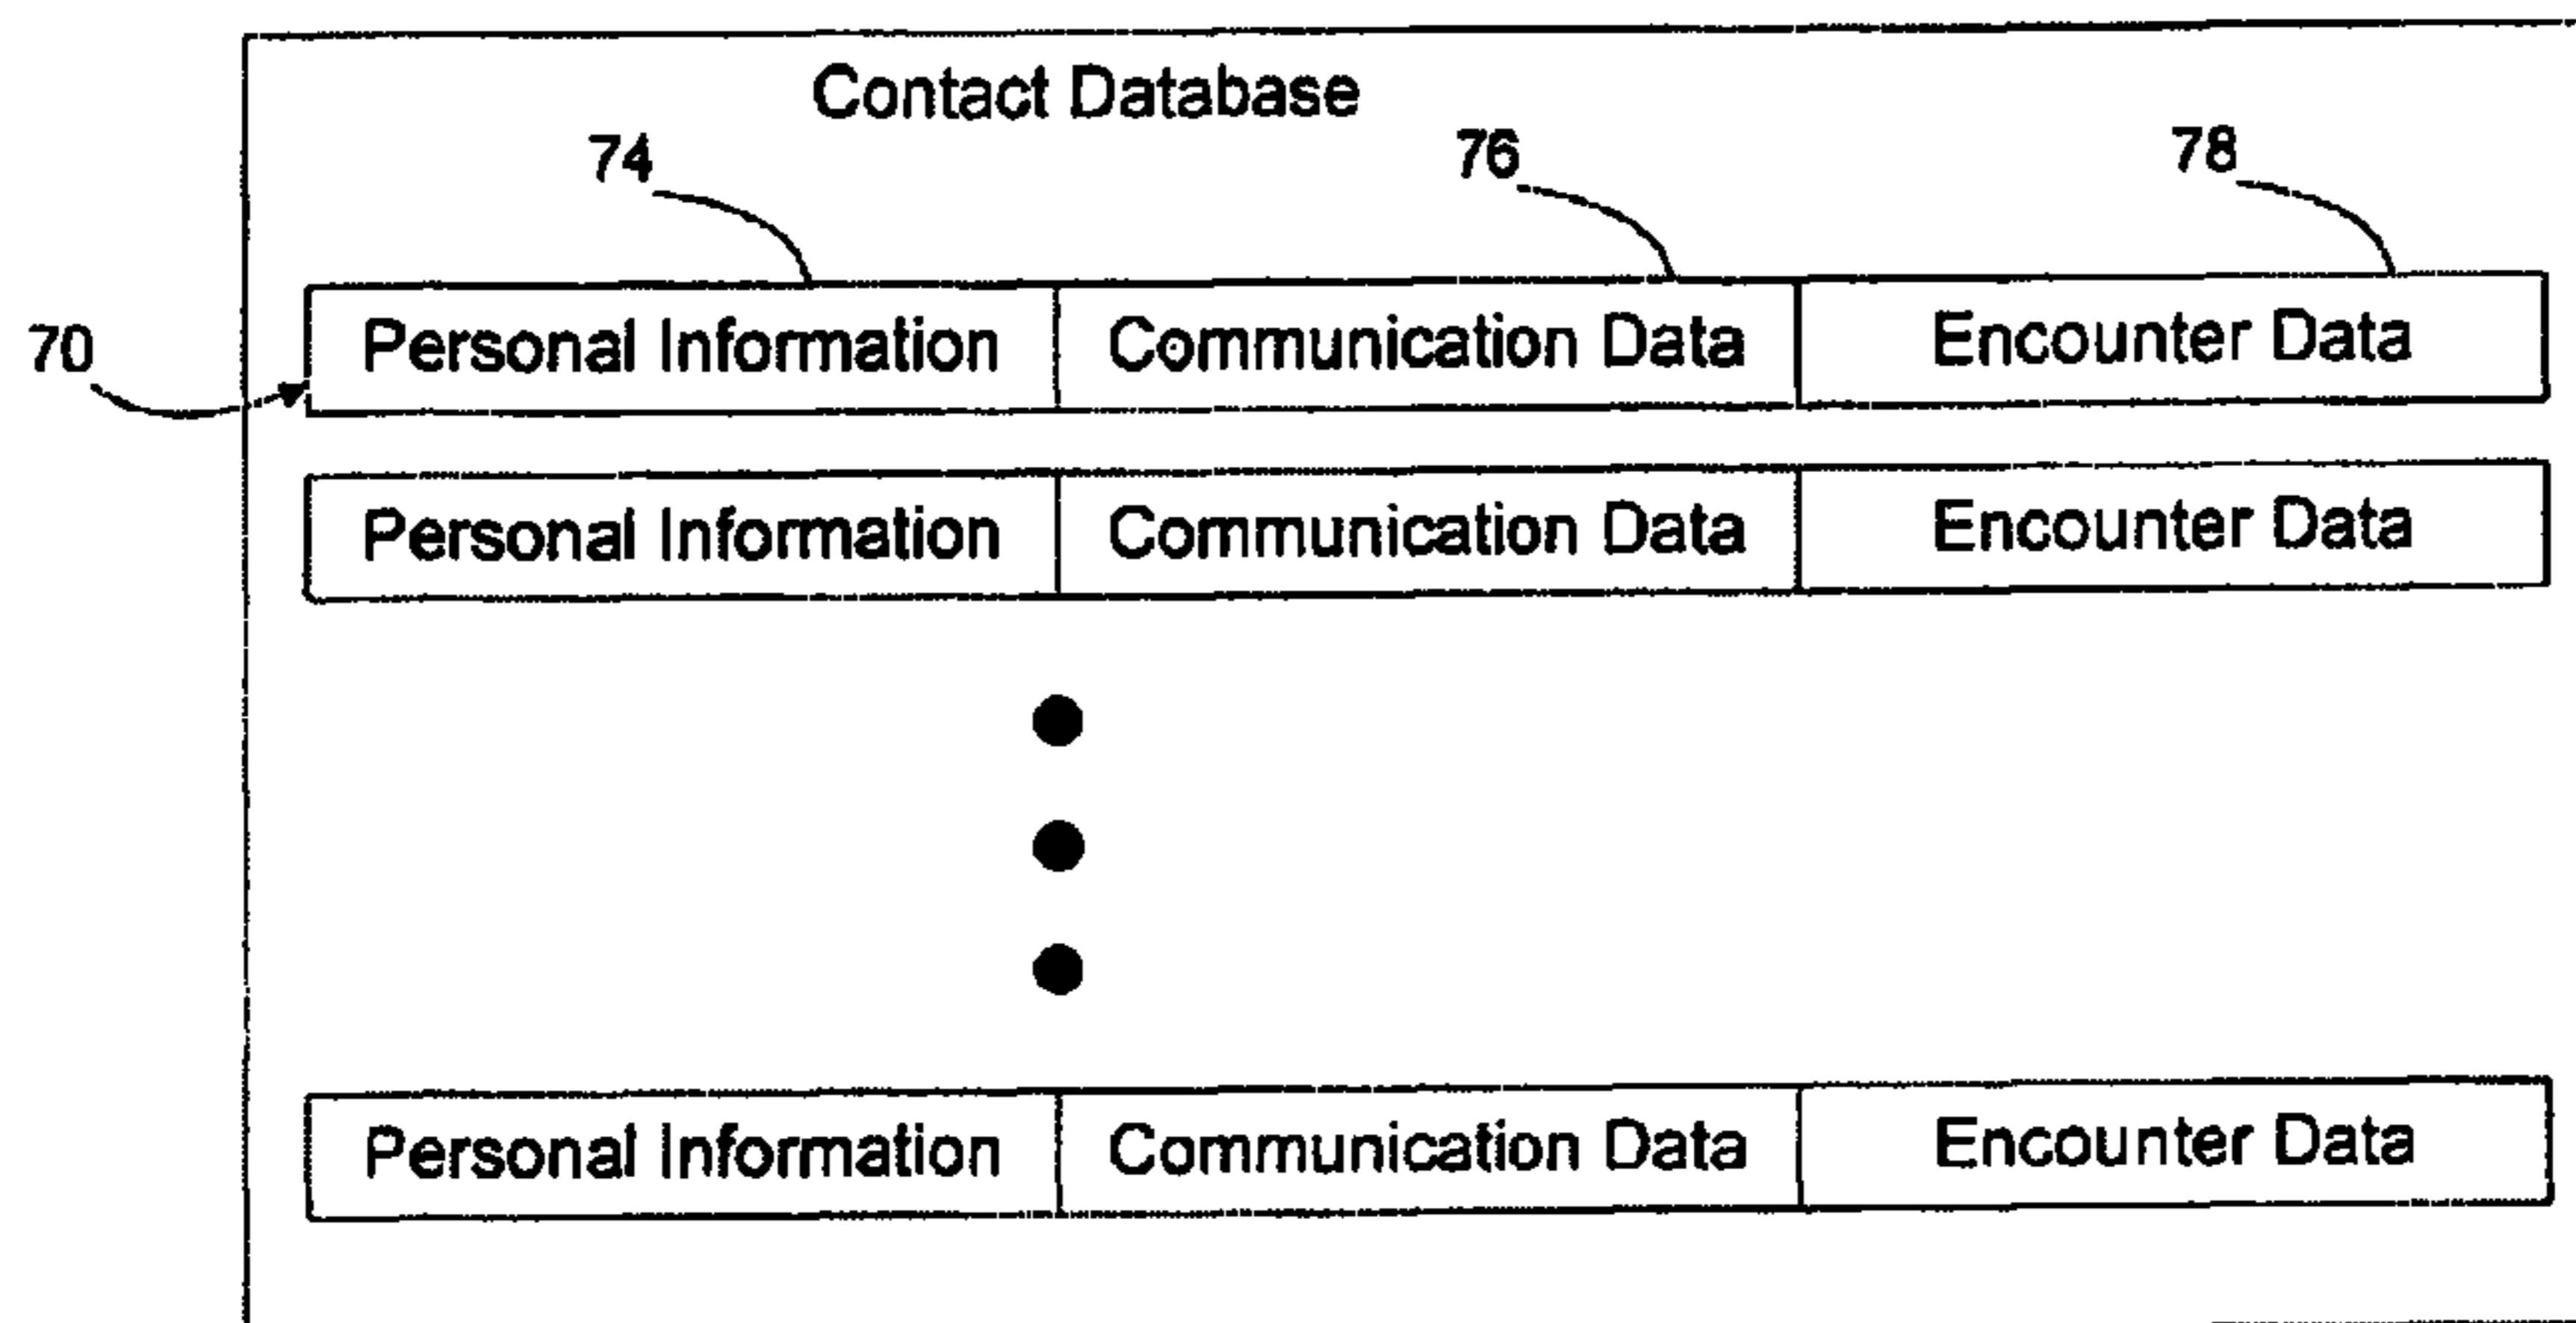 Contact Database
74 76 78
70 Personal Information Communication Data Encounter Data
Personal Information Communication Data Encounter Data
Personal Information Communication Data Encounter Data